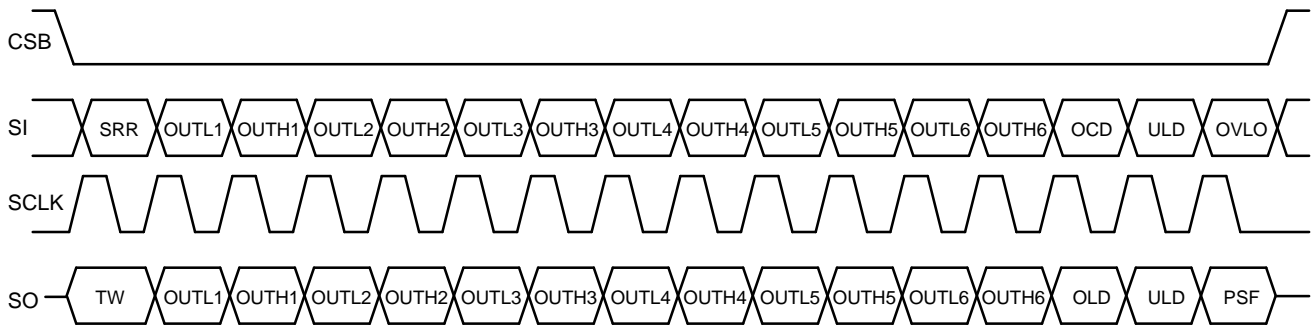 CSB
SI SRR OUTL1 OUTH1 OUTL2 OUTH2 OUTL3 OUTH3 OUTL4 OUTH4 OUTL5 OUTH5 OUTL6 OUTH6 OCD ULD OVLO
SCLK
SO TW OUTL1 OUTH1 OUTL2 OUTH2 OUTL3 OUTH3 OUTL4 OUTH4 OUTL5 OUTH5 OUTL6 OUTH6 OLD ULD PSF